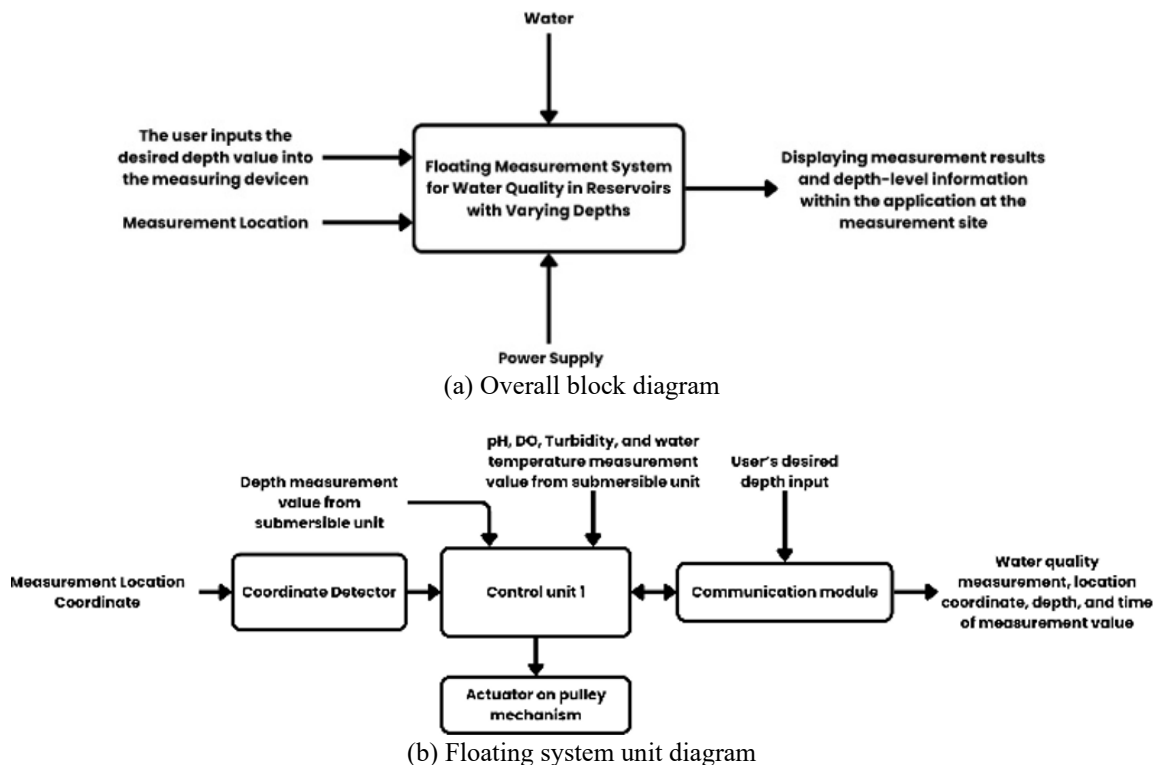 Water
The user inputs the
desired depth value into
the measuring devicen
Measurement Location
Floating Measurement System
for Water Quality in Reservoirs
with Varying Depths
Displaying measurement results
and depth-level information
within the application at the
measurement site
Power Supply
(a) Overall block diagram
Depth measurement
value from
submersible unit
pH, DO, Turbidity, and water
temperature measurement
value from submersible unit
User's desired
depth input
Measurement Location
Coordinate
Coordinate Detector
Control unit 1
Communication module
Water quality
measurement, location
coordinate, depth, and time
of measurement value
Actuator on pulley
mechanism
(b) Floating system unit diagram